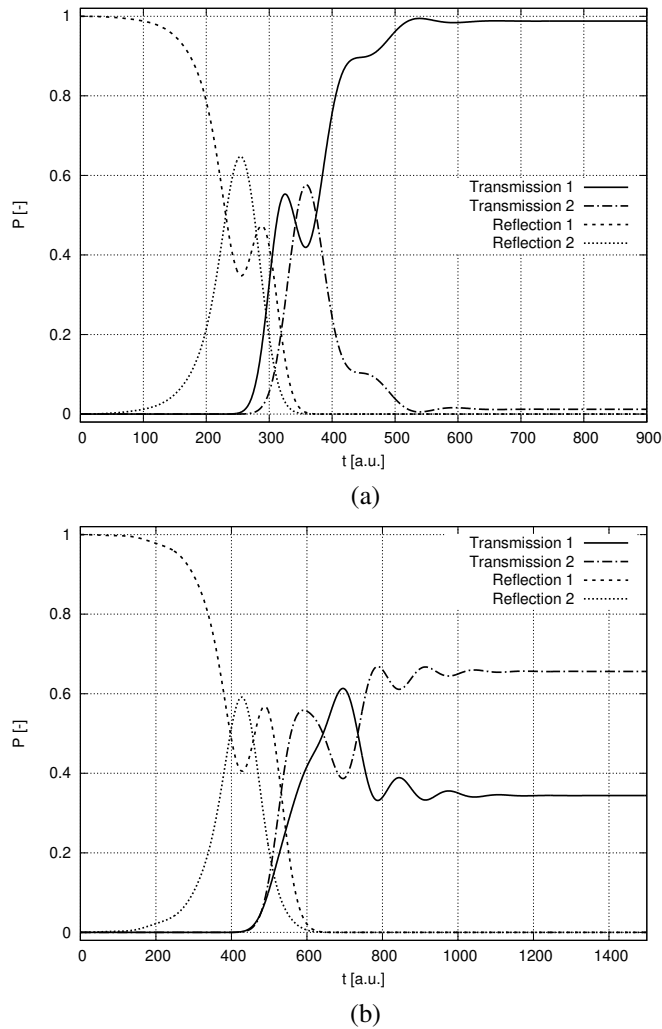 1
0.8
0.6
0.4
0.2
0
P [-]
Transmission 1
Transmission 2
Reflection 1
Reflection 2
0 100 200 300 400 500 600 700 800 900
t [a.u.]
(a)
1
0.8
0.6
0.4
0.2
0
P [-]
Transmission 1
Transmission 2
Reflection 1
Reflection 2
0 200 400 600 800 1000 1200 1400
t [a.u.]
(b)